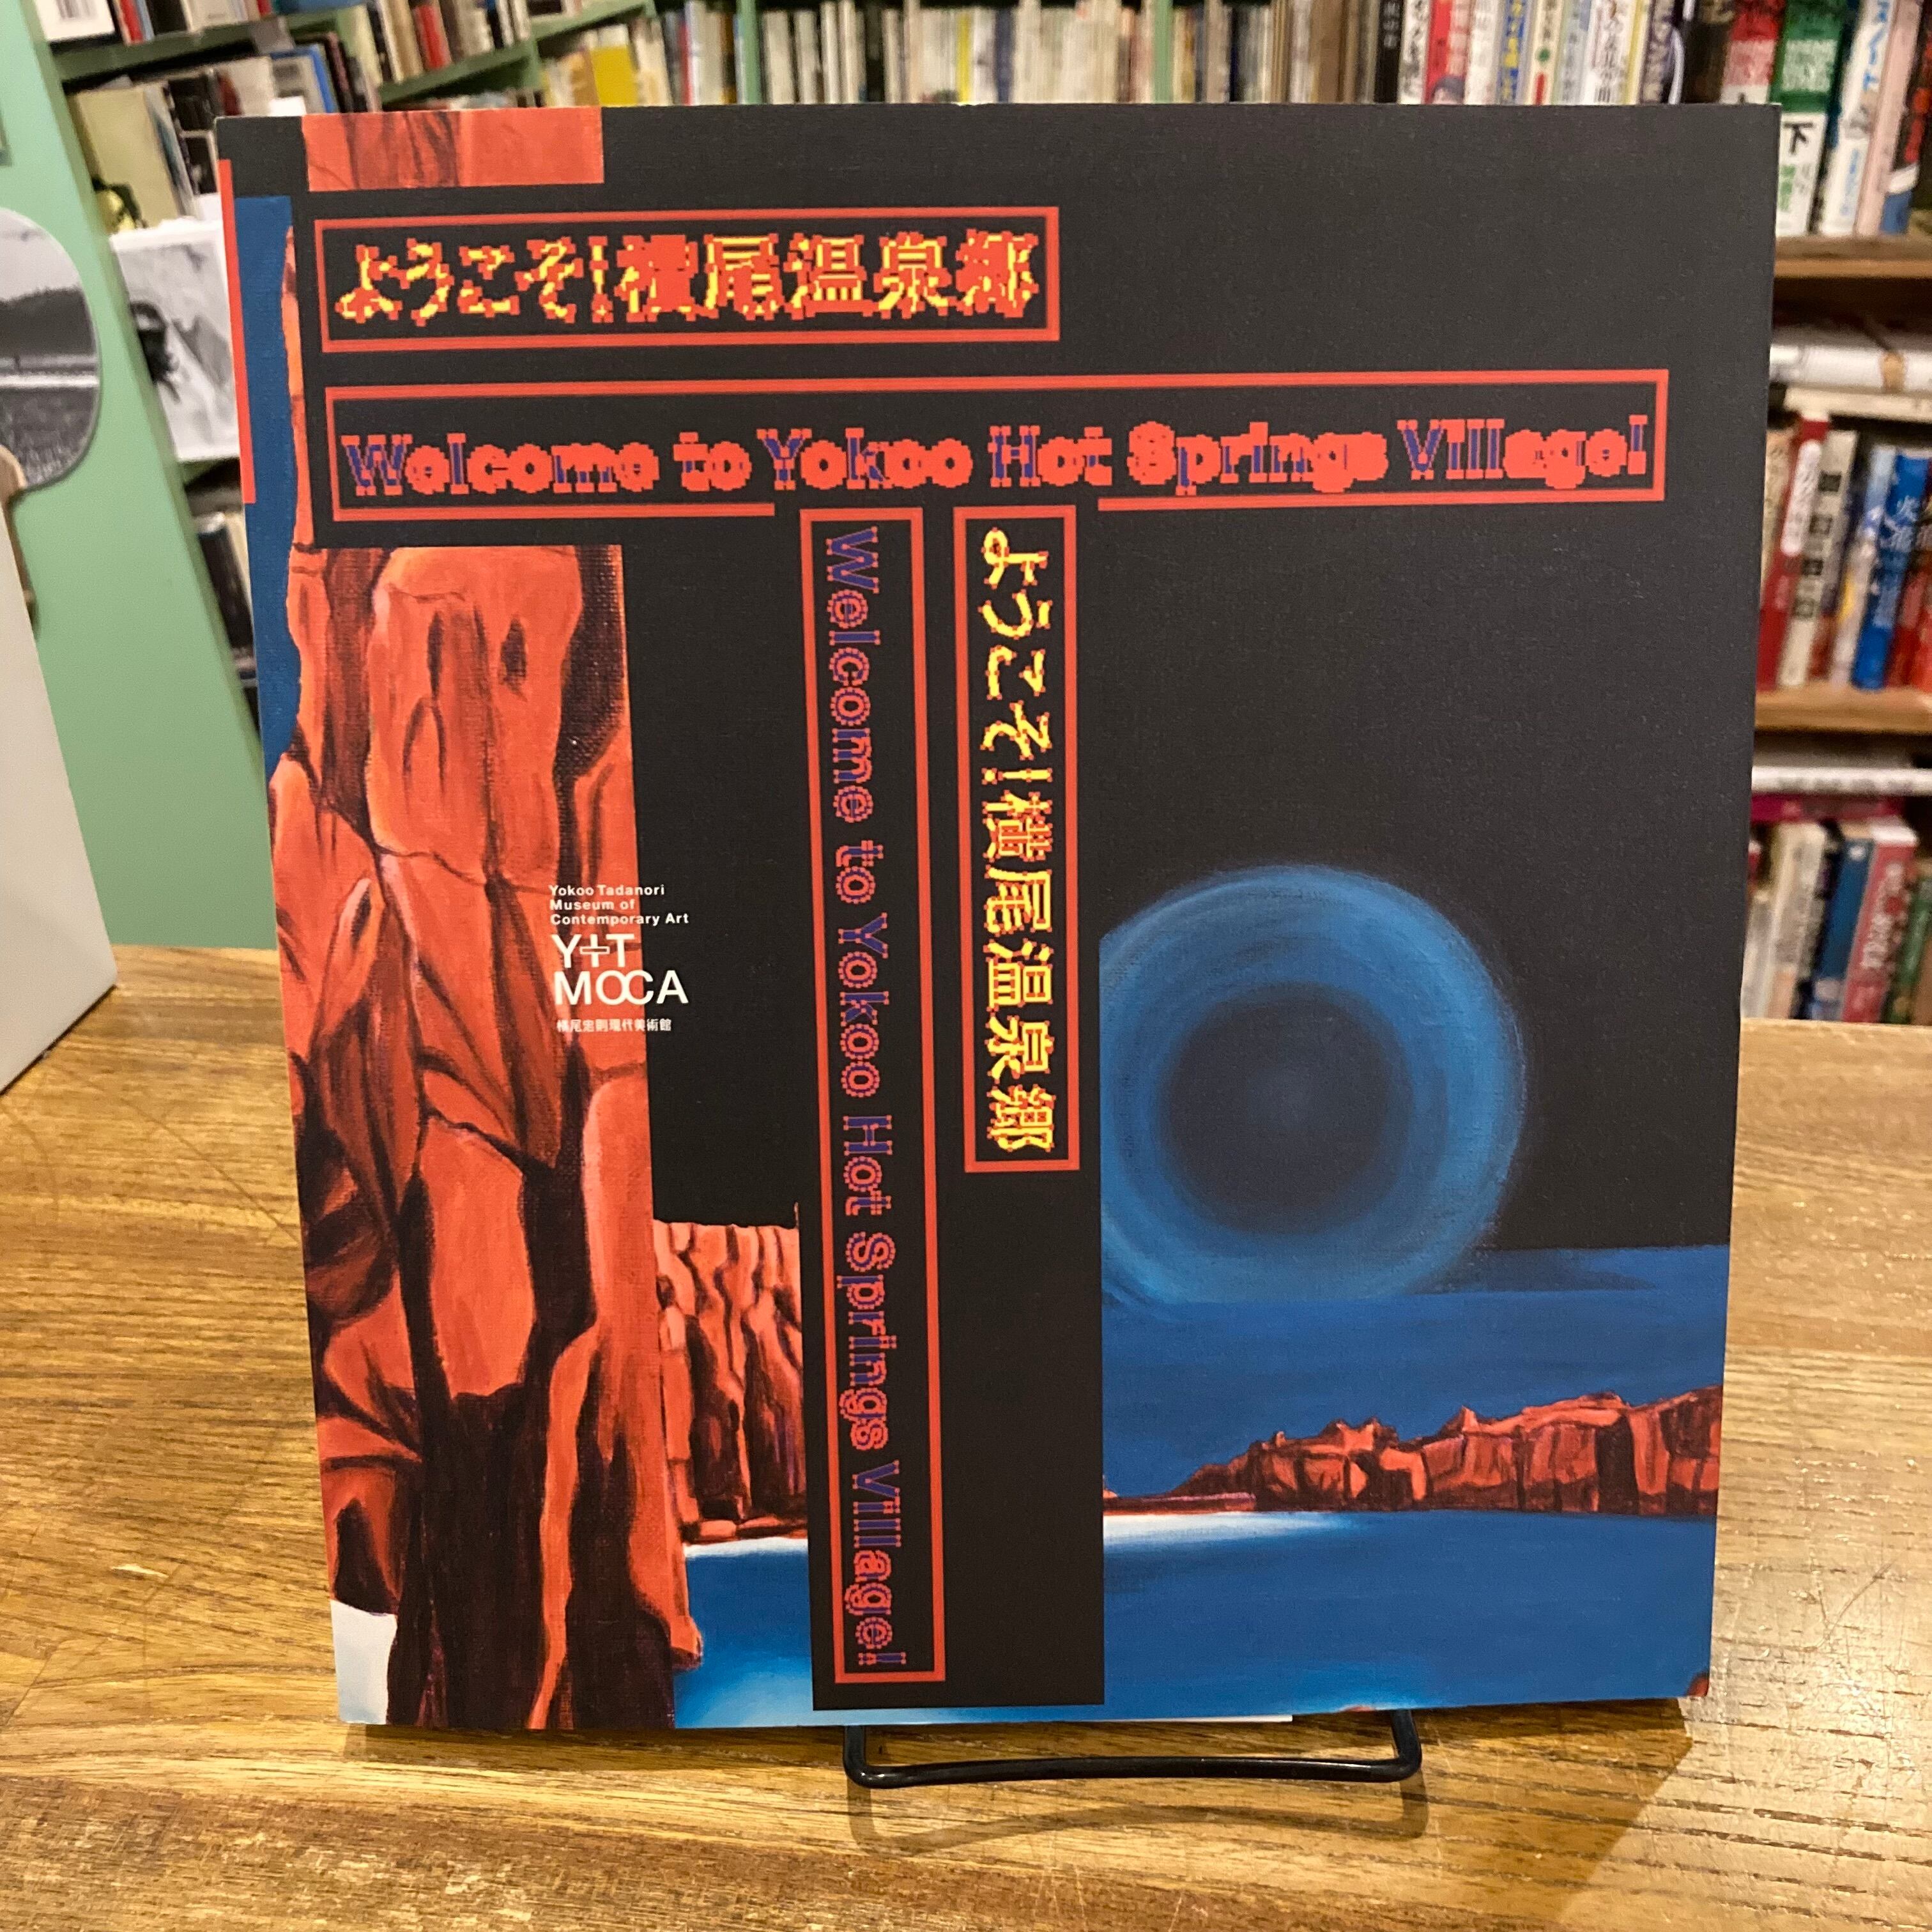 ようこそ!横尾温泉郷
Welcome to Yokoo Hot Springs Village!
Welcome to Yokoo Hot Springs Village!
ようこそ!横尾温泉郷
Yokoo Tadanori
Museum of
Contemporary Art
Y+T
MOCA
横尾忠則現代美術館
下